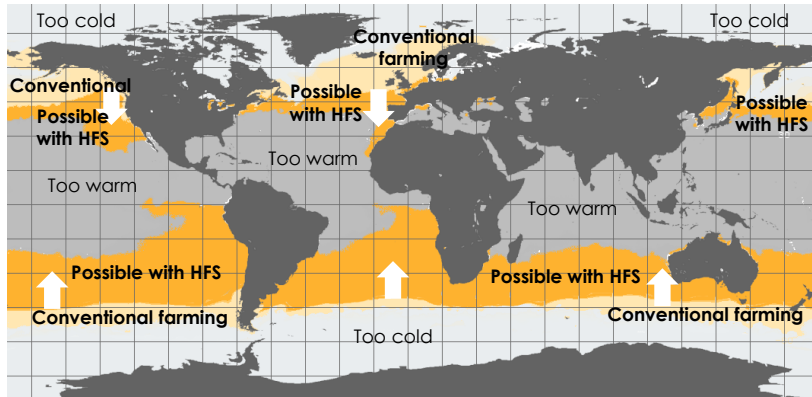 Too cold
Too cold
Conventional
farming
Conventional
Possible
with HFS
Possible
with HFS
Possible
with HFS
Too warm
Too warm
Too warm
Possible with HFS
Possible with HFS
Conventional farming
Conventional farming
Too cold